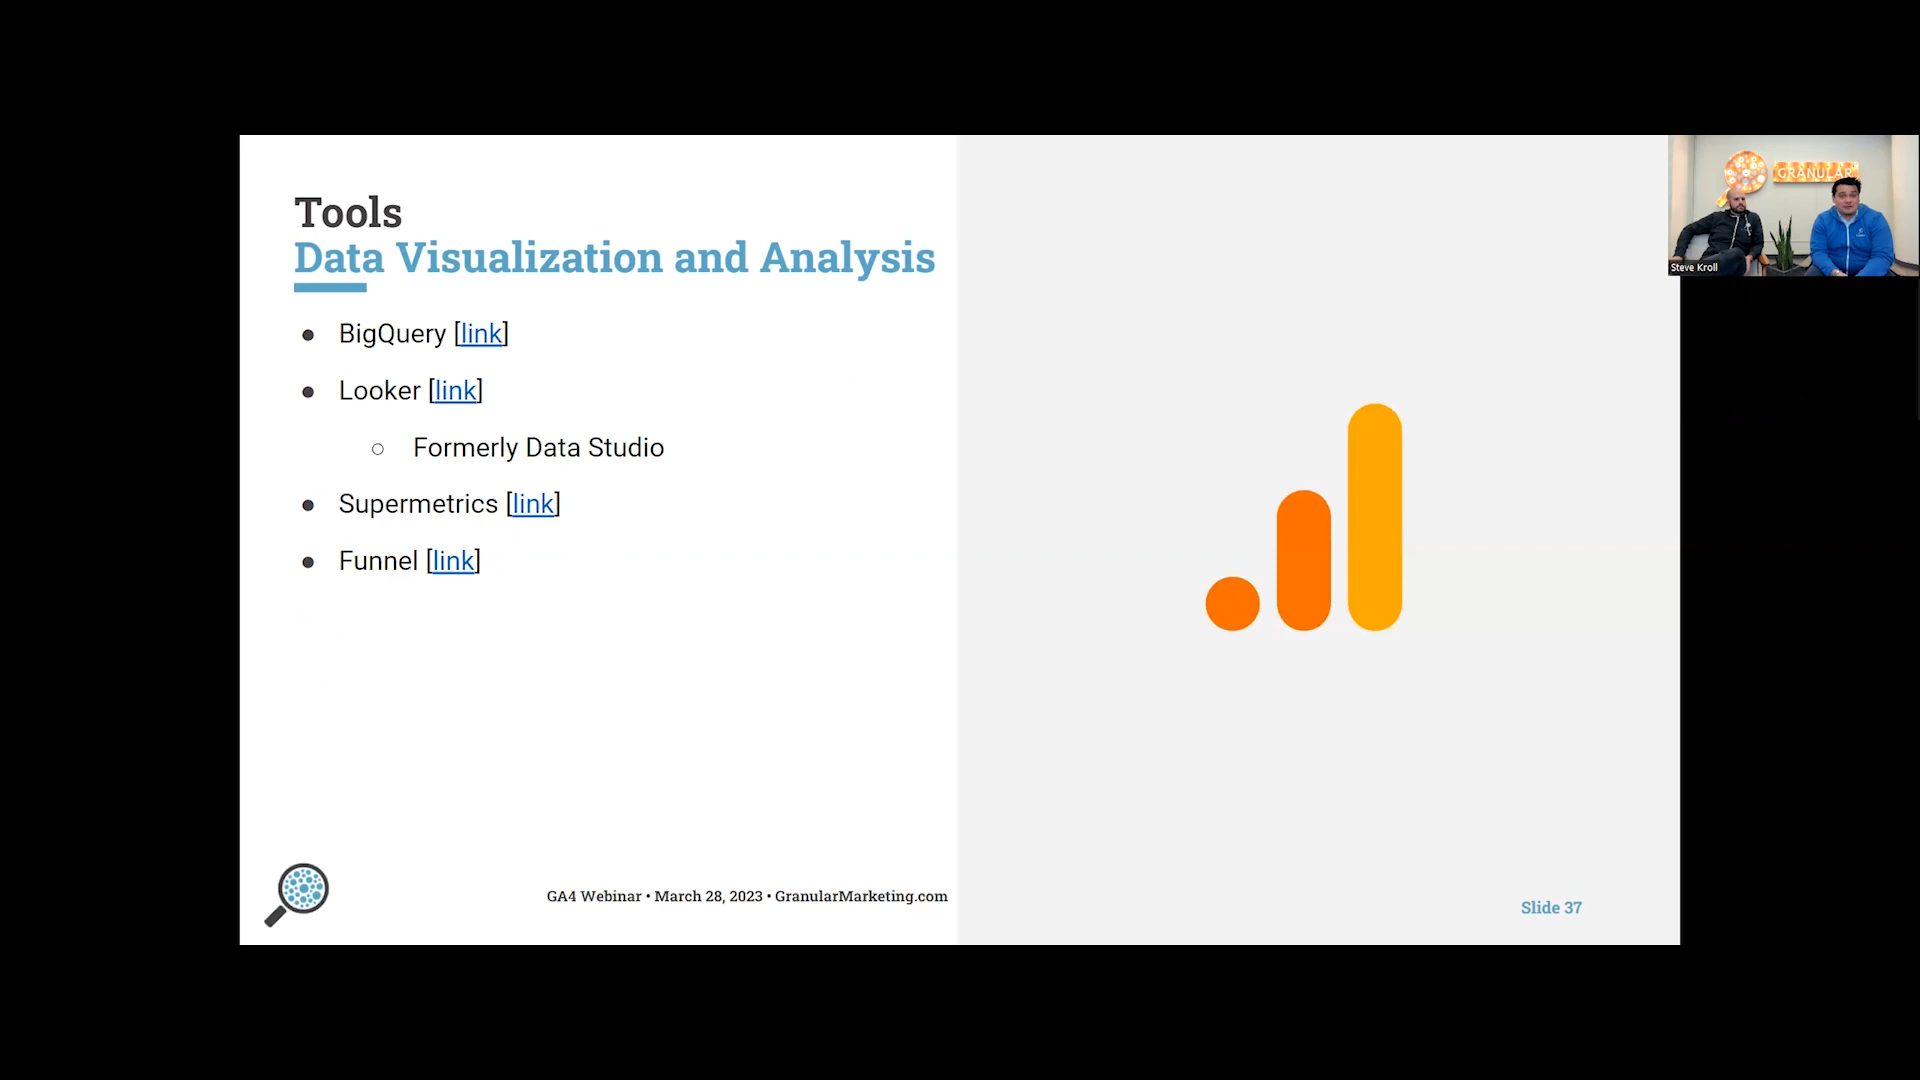 Tools
Data Visualization and Analysis
● BigQuery [link]
● Looker [link]
○ Formerly Data Studio
● Supermetrics [link]
● Funnel [link]
GA4 Webinar • March 28, 2023 • GranularMarketing.com
Slide 37
GRANULAR
Steve Kroll